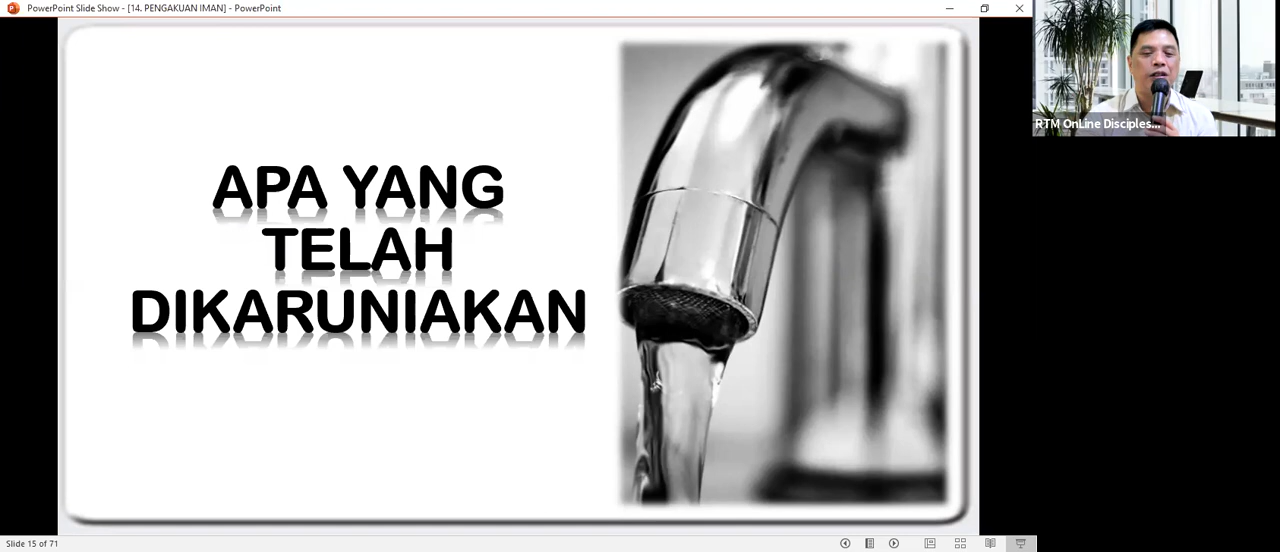 PowerPoint Slide Show - [14. PENGAKUAN IMAN] - PowerPoint
RTM OnLine Disciples...
APA YANG
TELAH
DIKARUNIAKAN
Slide 15 of 71